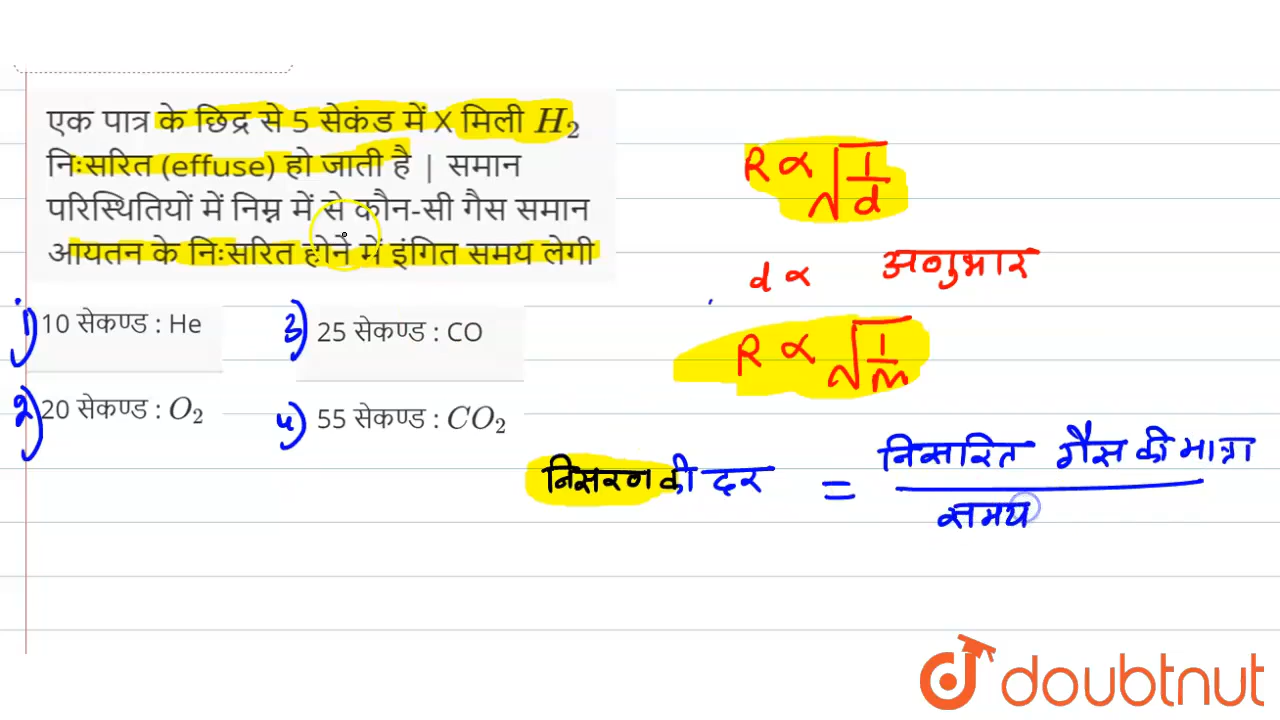 एक पात्र के छिद्र से 5 सेकंड में X मिली H₂
निःसरित (effuse) हो जाती है | समान
परिस्थितियों में निम्न में से कौन-सी गैस समान
आयतन के निःसरित होने में इंगित समय लेगी
1) 10 सेकण्ड : He
3) 25 सेकण्ड : CO
2) 20 सेकण्ड : O₂
4) 55 सेकण्ड : CO₂
R ∝ √(1/d)
d ∝ अणुभार
R ∝ √(1/m)
निसरण की दर = निसरित गैस की मात्रा / समय
doubtnut